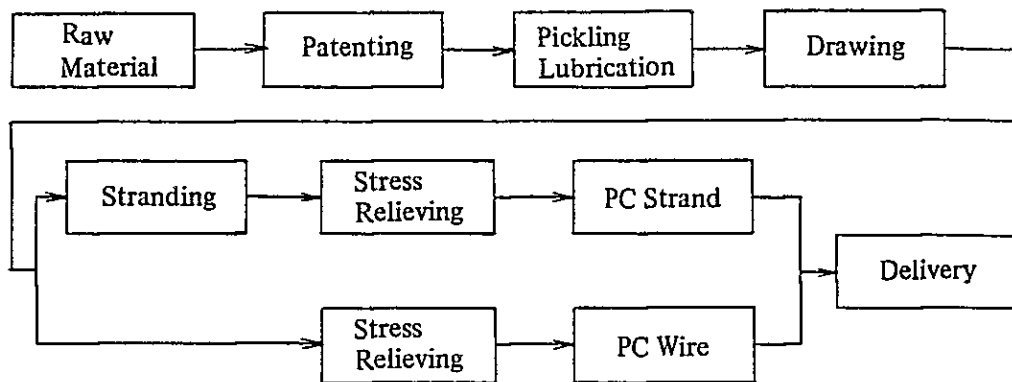 Raw
Material
Patenting
Pickling
Lubrication
Drawing
Stranding
Stress
Relieving
PC Strand
Delivery
Stress
Relieving
PC Wire